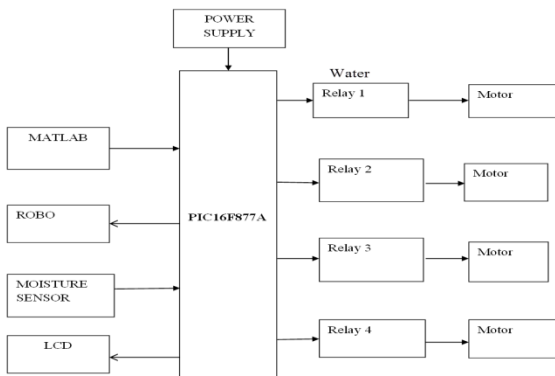 POWER
SUPPLY
Water
Relay 1
Motor
MATLAB
Relay 2
Motor
ROBO
PIC16F877A
Relay 3
Motor
MOISTURE
SENSOR
LCD
Relay 4
Motor